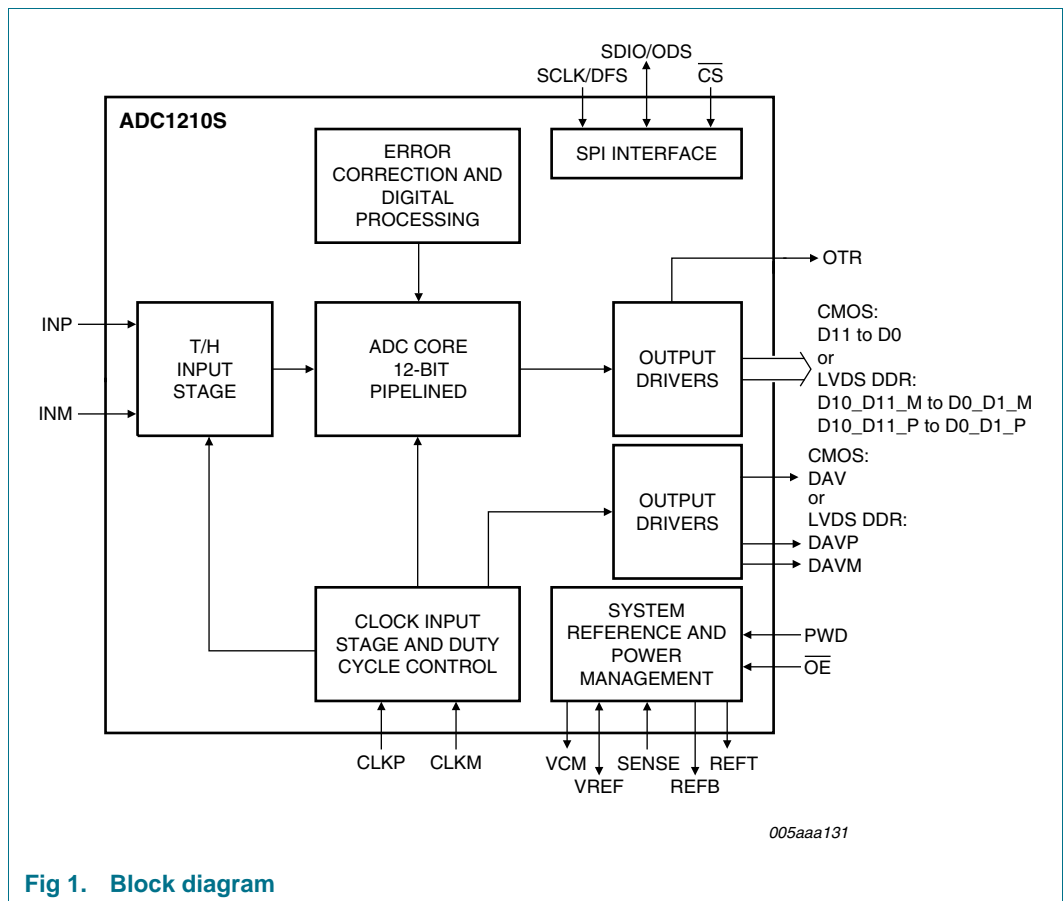 SDIO/ODS
SCLK/DFS
CS
ADC1210S
ERROR
CORRECTION AND
DIGITAL
PROCESSING
SPI INTERFACE
OTR
INP
INM
T/H
INPUT
STAGE
ADC CORE
12-BIT
PIPELINED
OUTPUT
DRIVERS
CMOS:
D11 to D0
or
LVDS DDR:
D10_D11_M to D0_D1_M
D10_D11_P to D0_D1_P
OUTPUT
DRIVERS
CMOS:
DAV
or
LVDS DDR:
DAVP
DAVM
CLOCK INPUT
STAGE AND DUTY
CYCLE CONTROL
SYSTEM
REFERENCE AND
POWER
MANAGEMENT
PWD
OE
CLKP
CLKM
VCM
VREF
SENSE
REFB
REFT
005aaa131
Fig 1. Block diagram